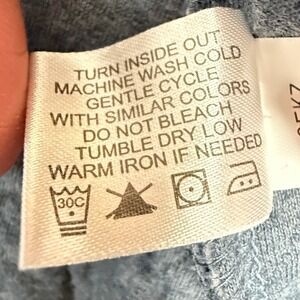 TURN INSIDE OUT
MACHINE WASH COLD
GENTLE CYCLE
WITH SIMILAR COLORS
DO NOT BLEACH
TUMBLE DRY LOW
WARM IRON IF NEEDED
30C